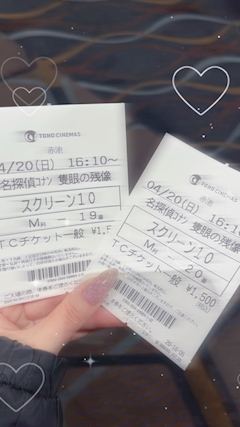 TOHO CINEMAS
赤池
4/20(日) 16:10～
名探偵コナン 隻眼の残像
スクリーン10
M列 19番
TCチケット一般 ¥1,5
TOHO CINEMAS
赤池
04/20(日) 16:1
名探偵コナン 隻眼の残
スクリーン10
M列 20番
TCチケット一般 ¥1,500